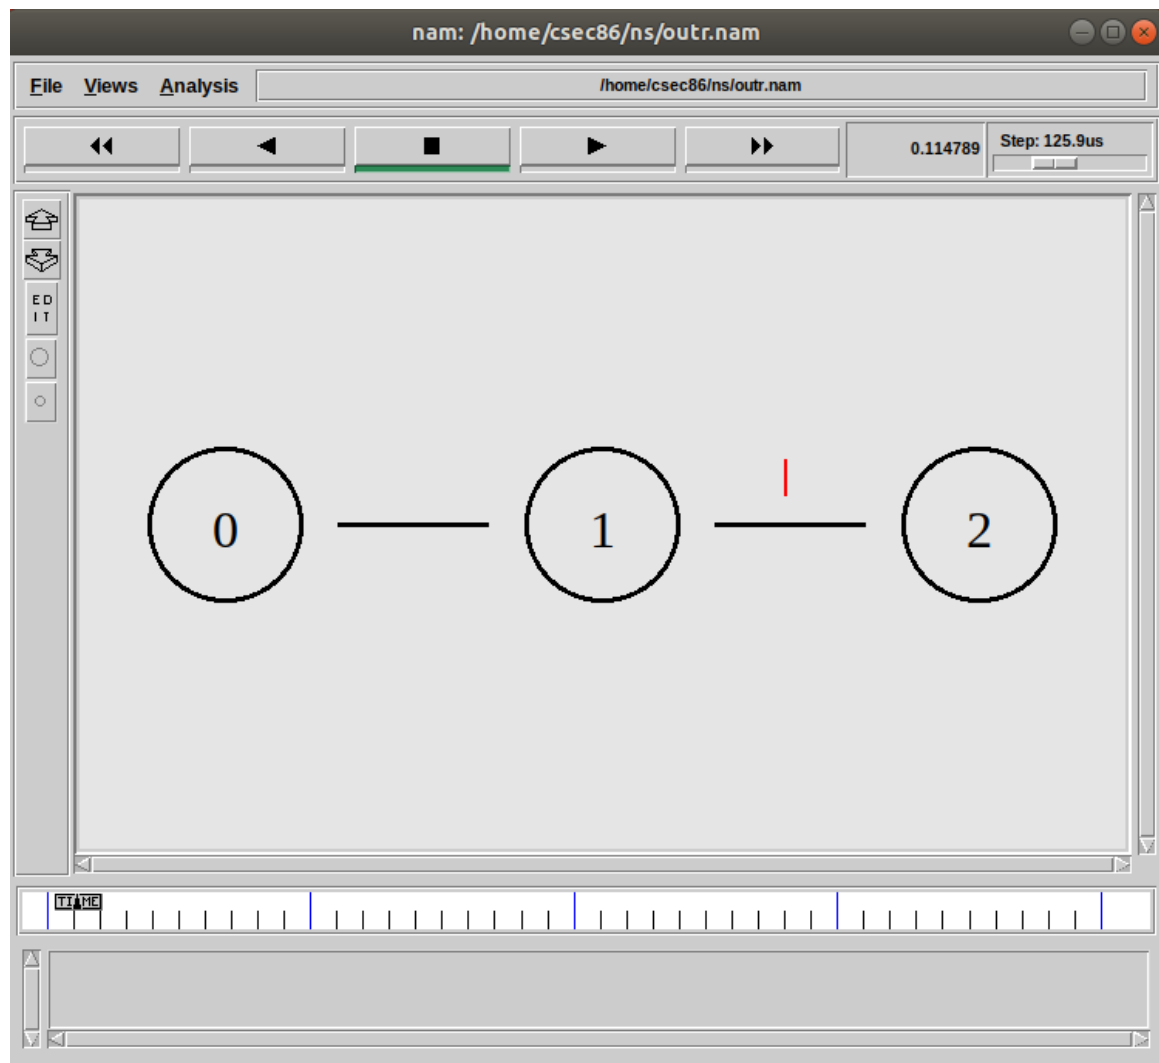 nam: /home/csec86/ns/outr.nam
File Views Analysis /home/csec86/ns/outr.nam
0.114789 Step: 125.9us
E D
I T
0 1 2
TIME